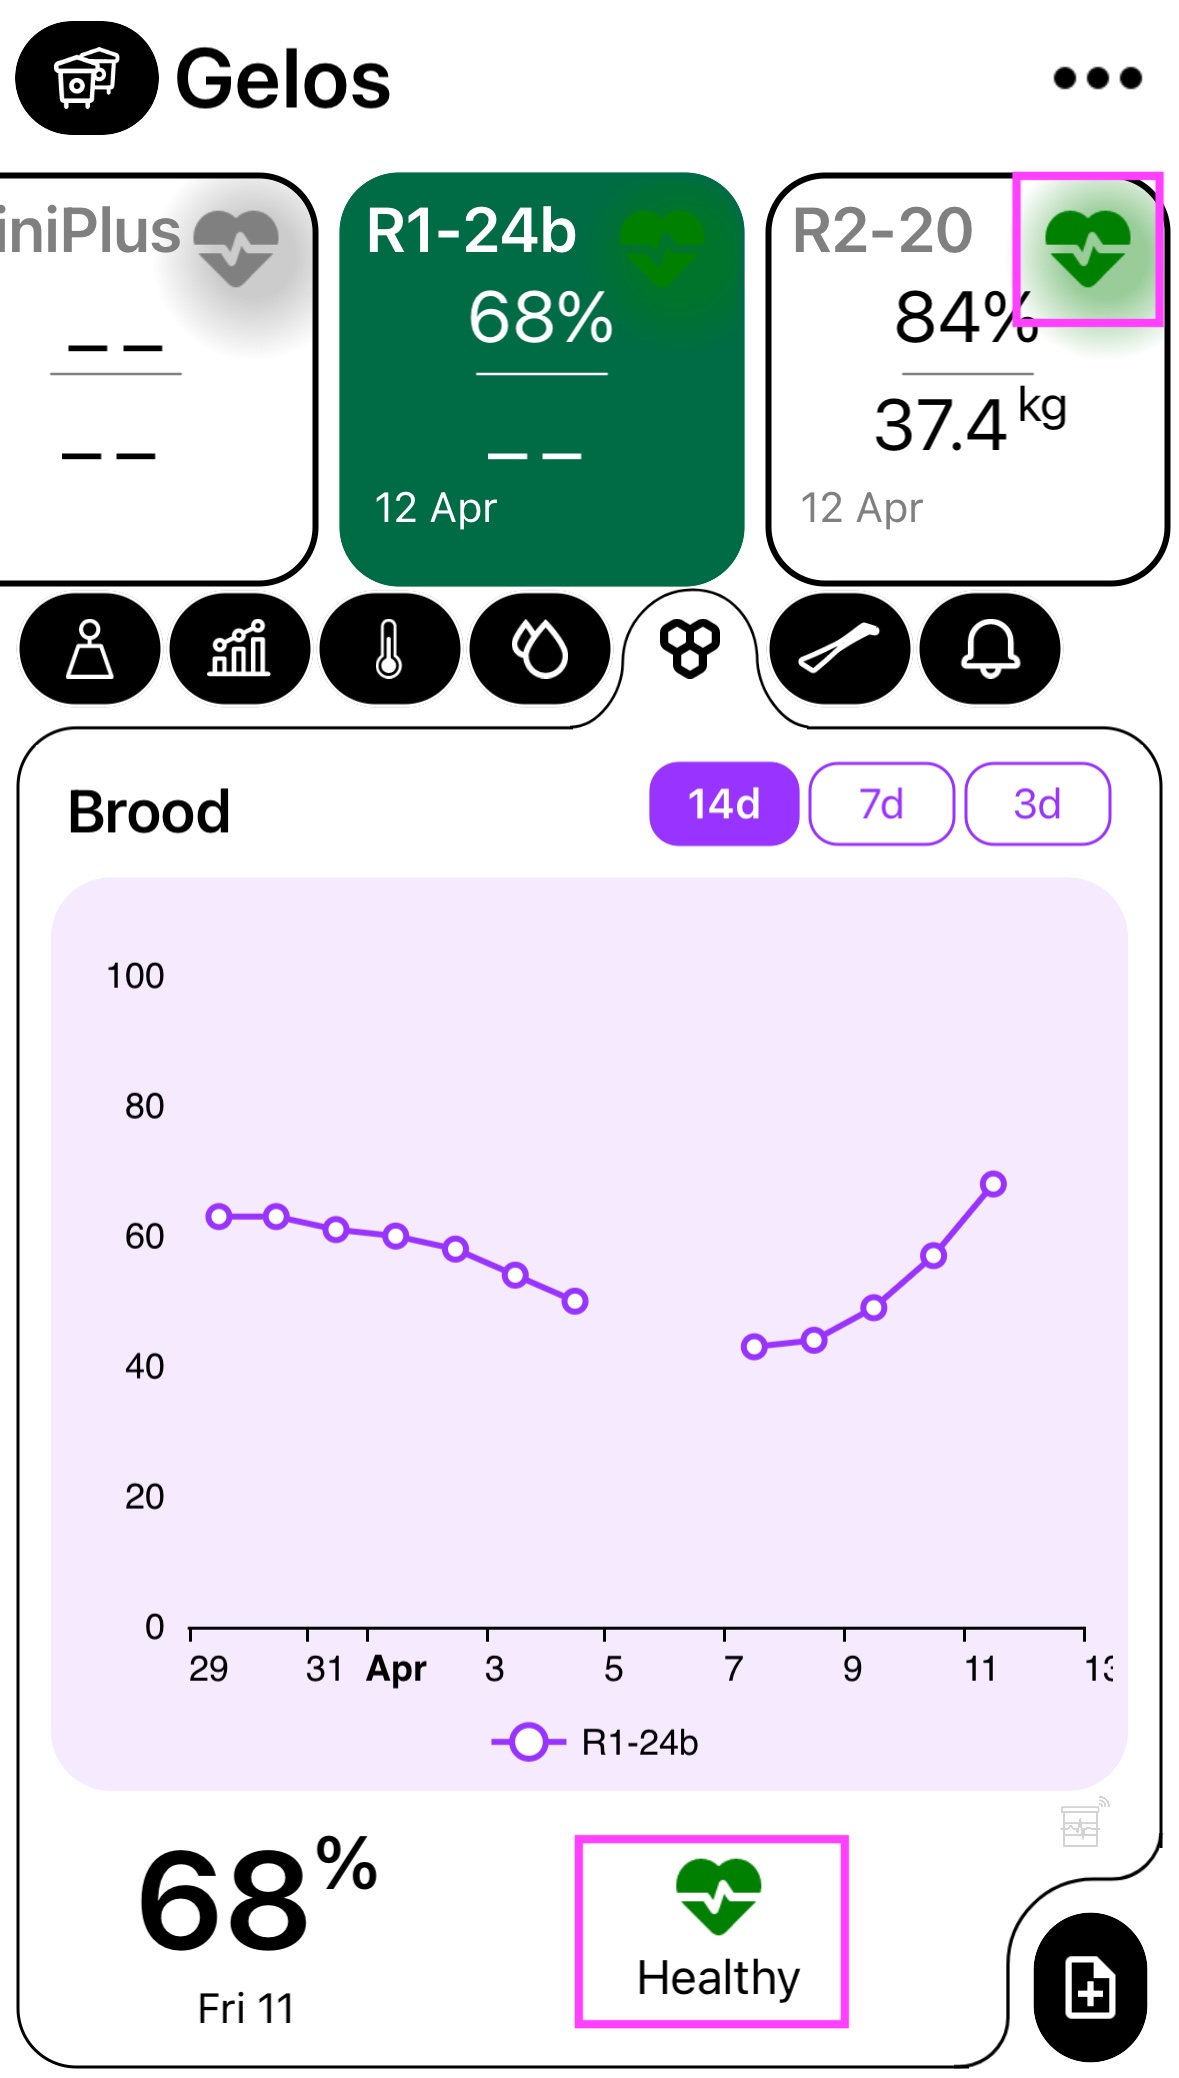 Gelos
iniPlus
R1-24b
R2-20
-- 
68%
84%
--
--
37.4 kg
12 Apr
12 Apr
Brood
14d
7d
3d
100
80
60
40
20
0
29 31 Apr 3 5 7 9 11 13
R1-24b
68%
Healthy
Fri 11